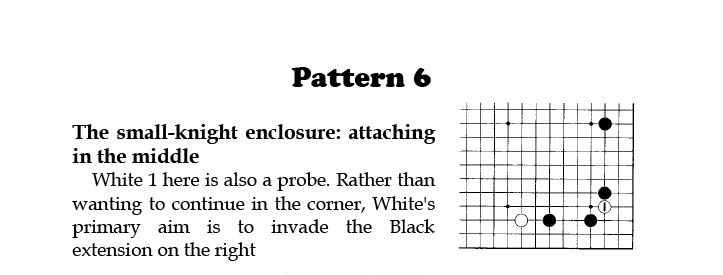 Pattern 6
The small-knight enclosure: attaching
in the middle
White 1 here is also a probe. Rather than
wanting to continue in the corner, White's
primary aim is to invade the Black
extension on the right
1